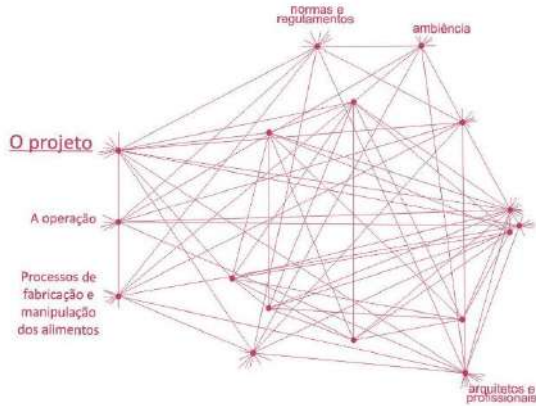 normas e
regulamentos
ambiência
O projeto
A operação
Processos de
fabricação e
manipulação
dos alimentos
arquitetos e
profissionais